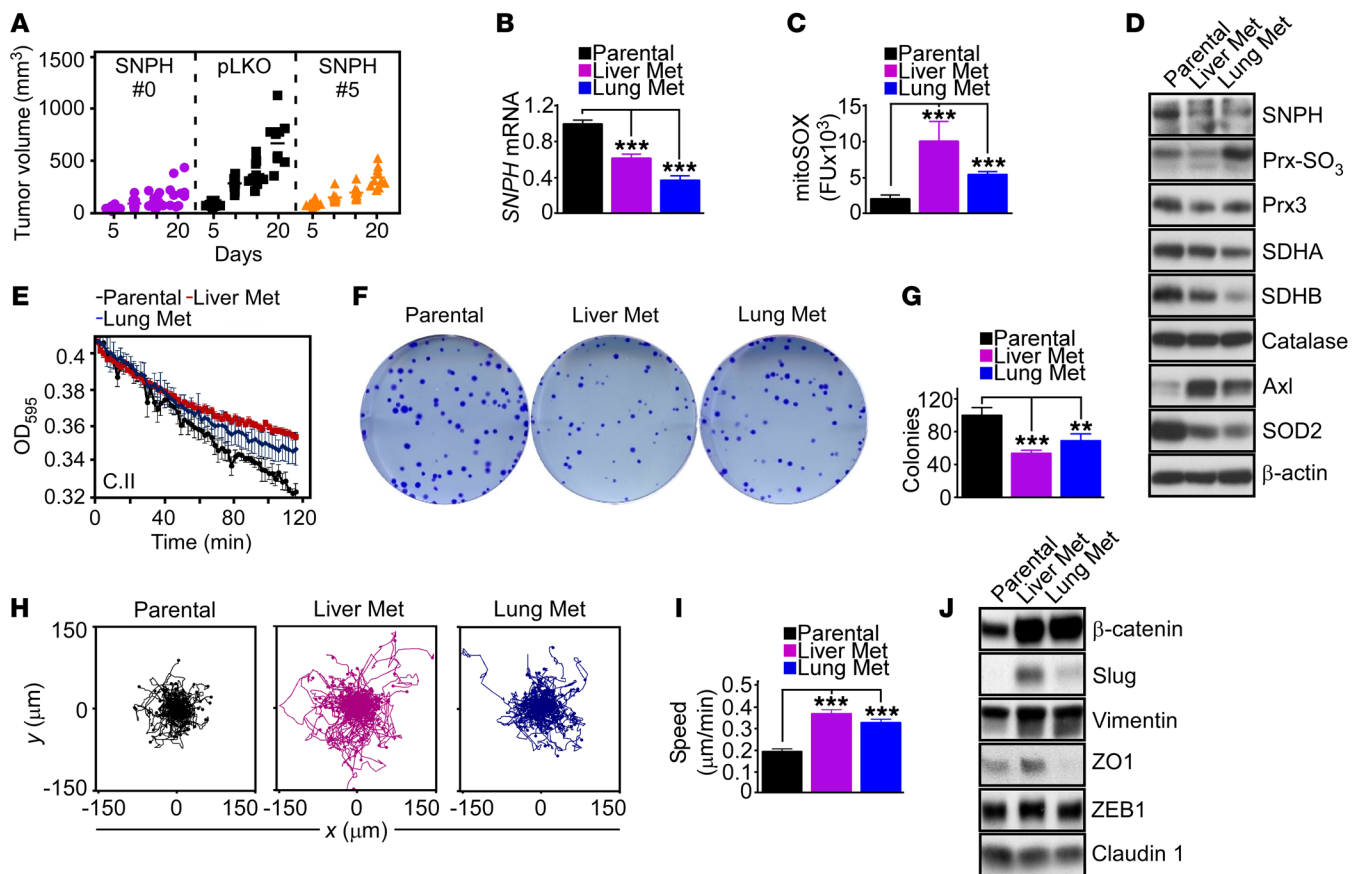 A
Tumor volume (mm3)
1500
1000
500
0
SNPH
#0
pLKO
SNPH
#5
5 20 5 20 5 20
Days
B
Parental
Liver Met
Lung Met
SNPH mRNA
1.2
0.8
0.4
0
***
***
C
Parental
Liver Met
Lung Met
mitoSOX
(FUx103)
15
10
5
0
***
***
D
Parental
Liver Met
Lung Met
SNPH
Prx-SO3
Prx3
SDHA
SDHB
Catalase
Axl
SOD2
β-actin
E
Parental Liver Met
Lung Met
OD595
0.4
0.38
0.36
0.34
0.32
C.II
0 40 80 120
Time (min)
F
Parental Liver Met Lung Met
G
Parental
Liver Met
Lung Met
Colonies
120
80
40
0
***
**
H
Parental Liver Met Lung Met
y (μm)
150
0
-150
-150 0 150 -150 0 150 -150 0 150
x (μm)
I
Parental
Liver Met
Lung Met
Speed
(μm/min)
0.5
0.4
0.3
0.2
0.1
0
***
***
J
Parental
Liver Met
Lung Met
β-catenin
Slug
Vimentin
ZO1
ZEB1
Claudin 1